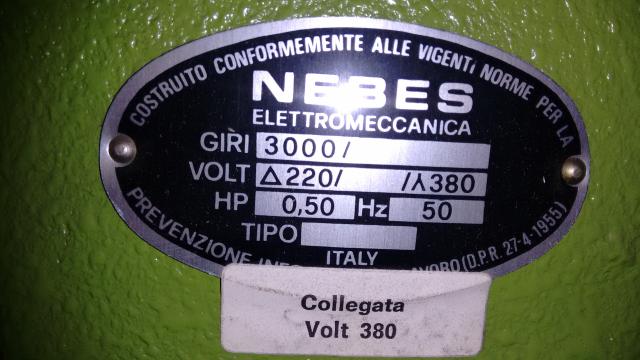 COSTRUITO CONFORMEMENTE ALLE VIGENTI NORME PER LA
NEBES
ELETTROMECCANICA
GIRI 3000/
VOLT △220/ /⅄380
HP 0,50 Hz 50
TIPO
ITALY
PREVENZIONE (D.P.R. 27-4-1955)
Collegata
Volt 380